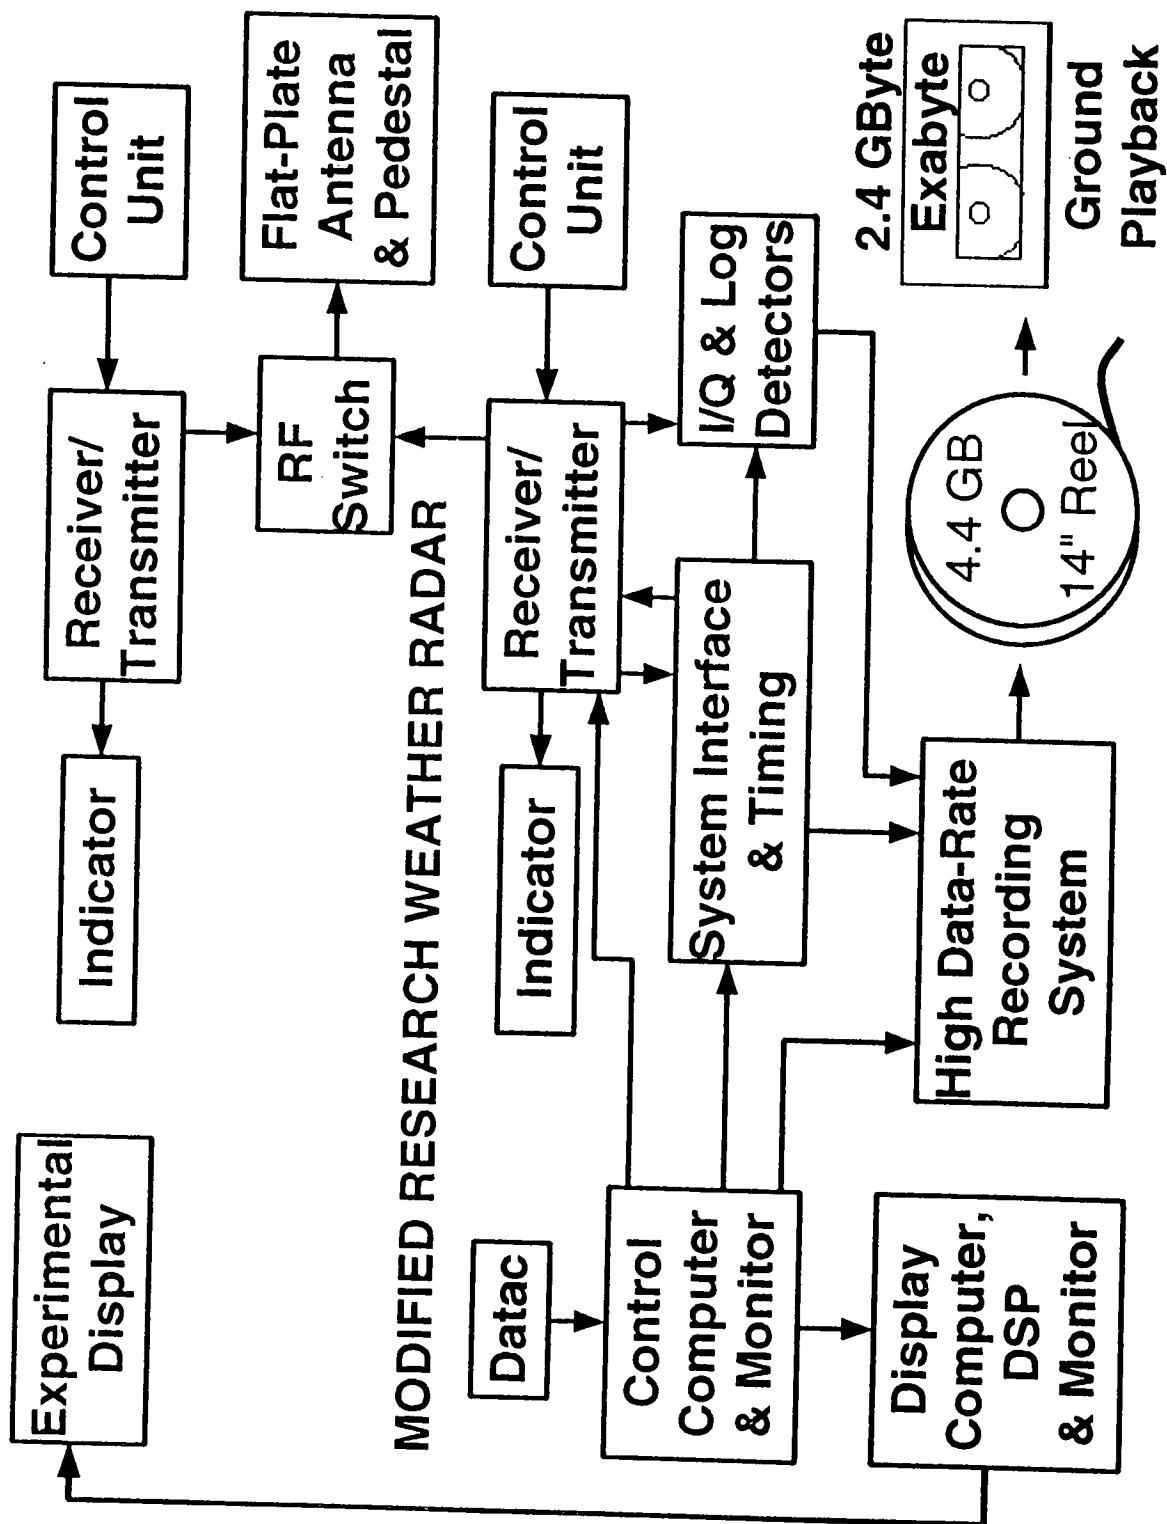 Experimental
Display
Indicator
Receiver/
Transmitter
Control
Unit
RF
Switch
Flat-Plate
Antenna
& Pedestal
MODIFIED RESEARCH WEATHER RADAR
Datac
Indicator
Receiver/
Transmitter
Control
Unit
Control
Computer
& Monitor
System Interface
& Timing
I/Q & Log
Detectors
Display
Computer,
DSP
& Monitor
High Data-Rate
Recording
System
4.4 GB
14" Reel
2.4 GByte
Exabyte
Ground
Playback